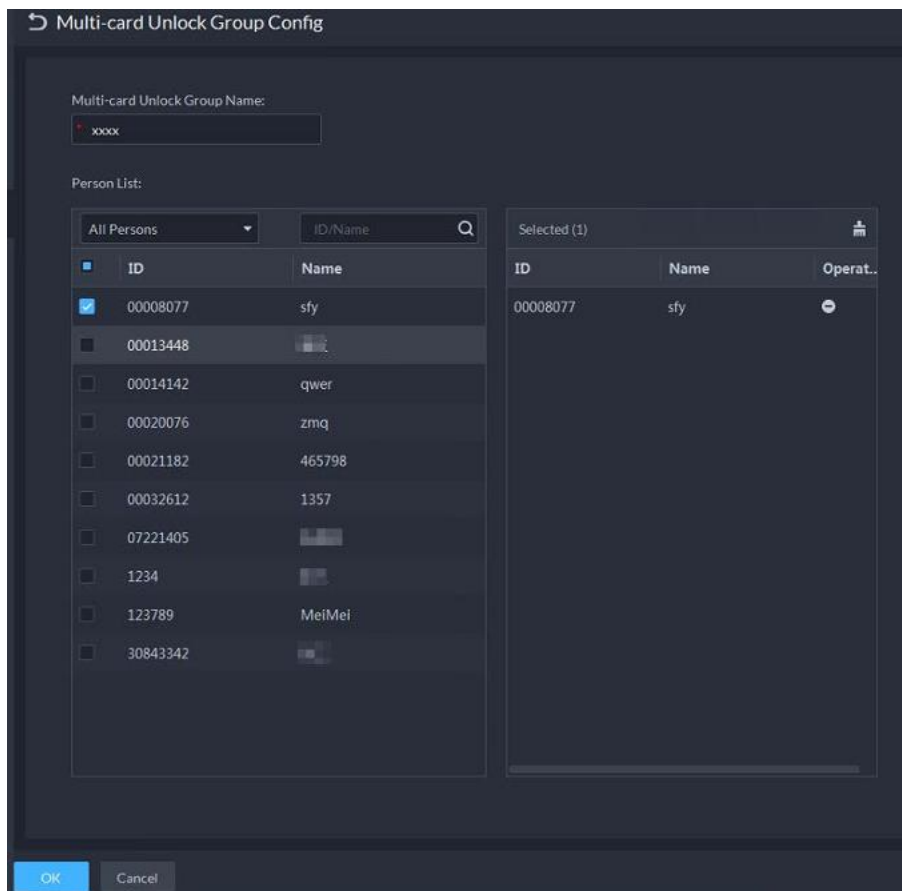 Multi-card Unlock Group Config
Multi-card Unlock Group Name:
* xxxx
Person List:
All Persons ID/Name Selected (1)
ID Name ID Name Operat..
00008077 sfy 00008077 sfy
00013448
00014142 qwer
00020076 zmq
00021182 465798
00032612 1357
07221405
1234
123789 MeiMei
30843342
OK Cancel